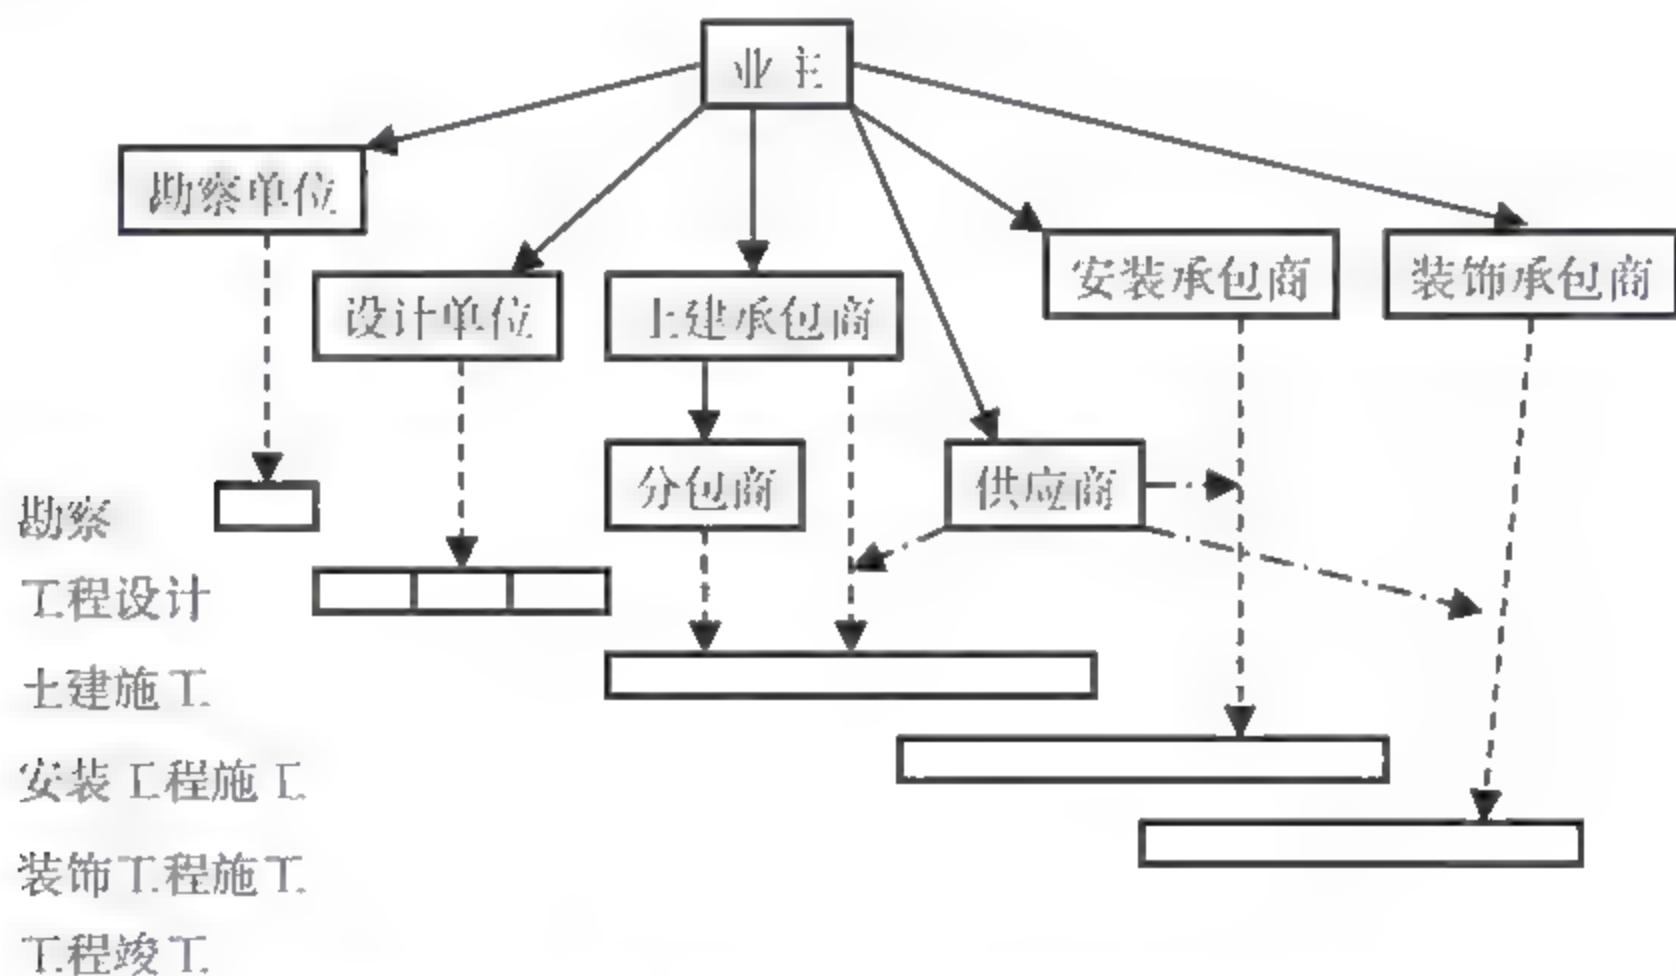 业主
勘察单位
设计单位
土建承包商
安装承包商
装饰承包商
分包商
供应商
勘察
工程设计
土建施工
安装工程施工
装饰工程施工
工程竣工